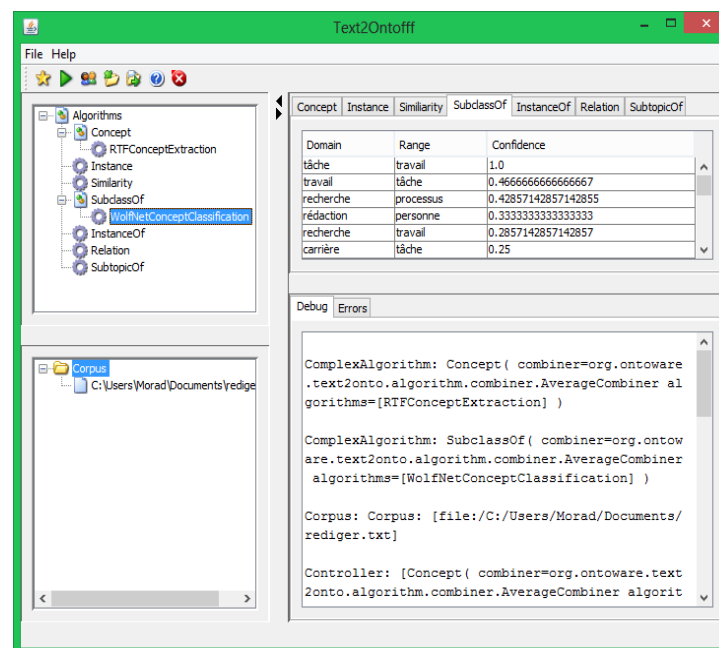 Text2Ontofff
File Help
Algorithms
Concept
RTFConceptExtraction
Instance
Similarity
SubclassOf
WolfNetConceptClassification
InstanceOf
Relation
SubtopicOf
Corpus
C:\Users\Morad\Documents\redige
Concept Instance Similiarity SubclassOf InstanceOf Relation SubtopicOf
Domain Range Confidence
tâche travail 1.0
travail tâche 0.4666666666666667
recherche processus 0.42857142857142855
rédaction personne 0.3333333333333333
recherche travail 0.2857142857142857
carrière tâche 0.25
Debug Errors
ComplexAlgorithm: Concept( combiner=org.ontoware
.text2onto.algorithm.combiner.AverageCombiner al
gorithms=[RTFConceptExtraction] )
ComplexAlgorithm: SubclassOf( combiner=org.ontow
are.text2onto.algorithm.combiner.AverageCombiner
algorithms=[WolfNetConceptClassification] )
Corpus: Corpus: [file:/C:/Users/Morad/Documents/
rediger.txt]
Controller: [Concept( combiner=org.ontoware.text
2onto.algorithm.combiner.AverageCombiner algorit